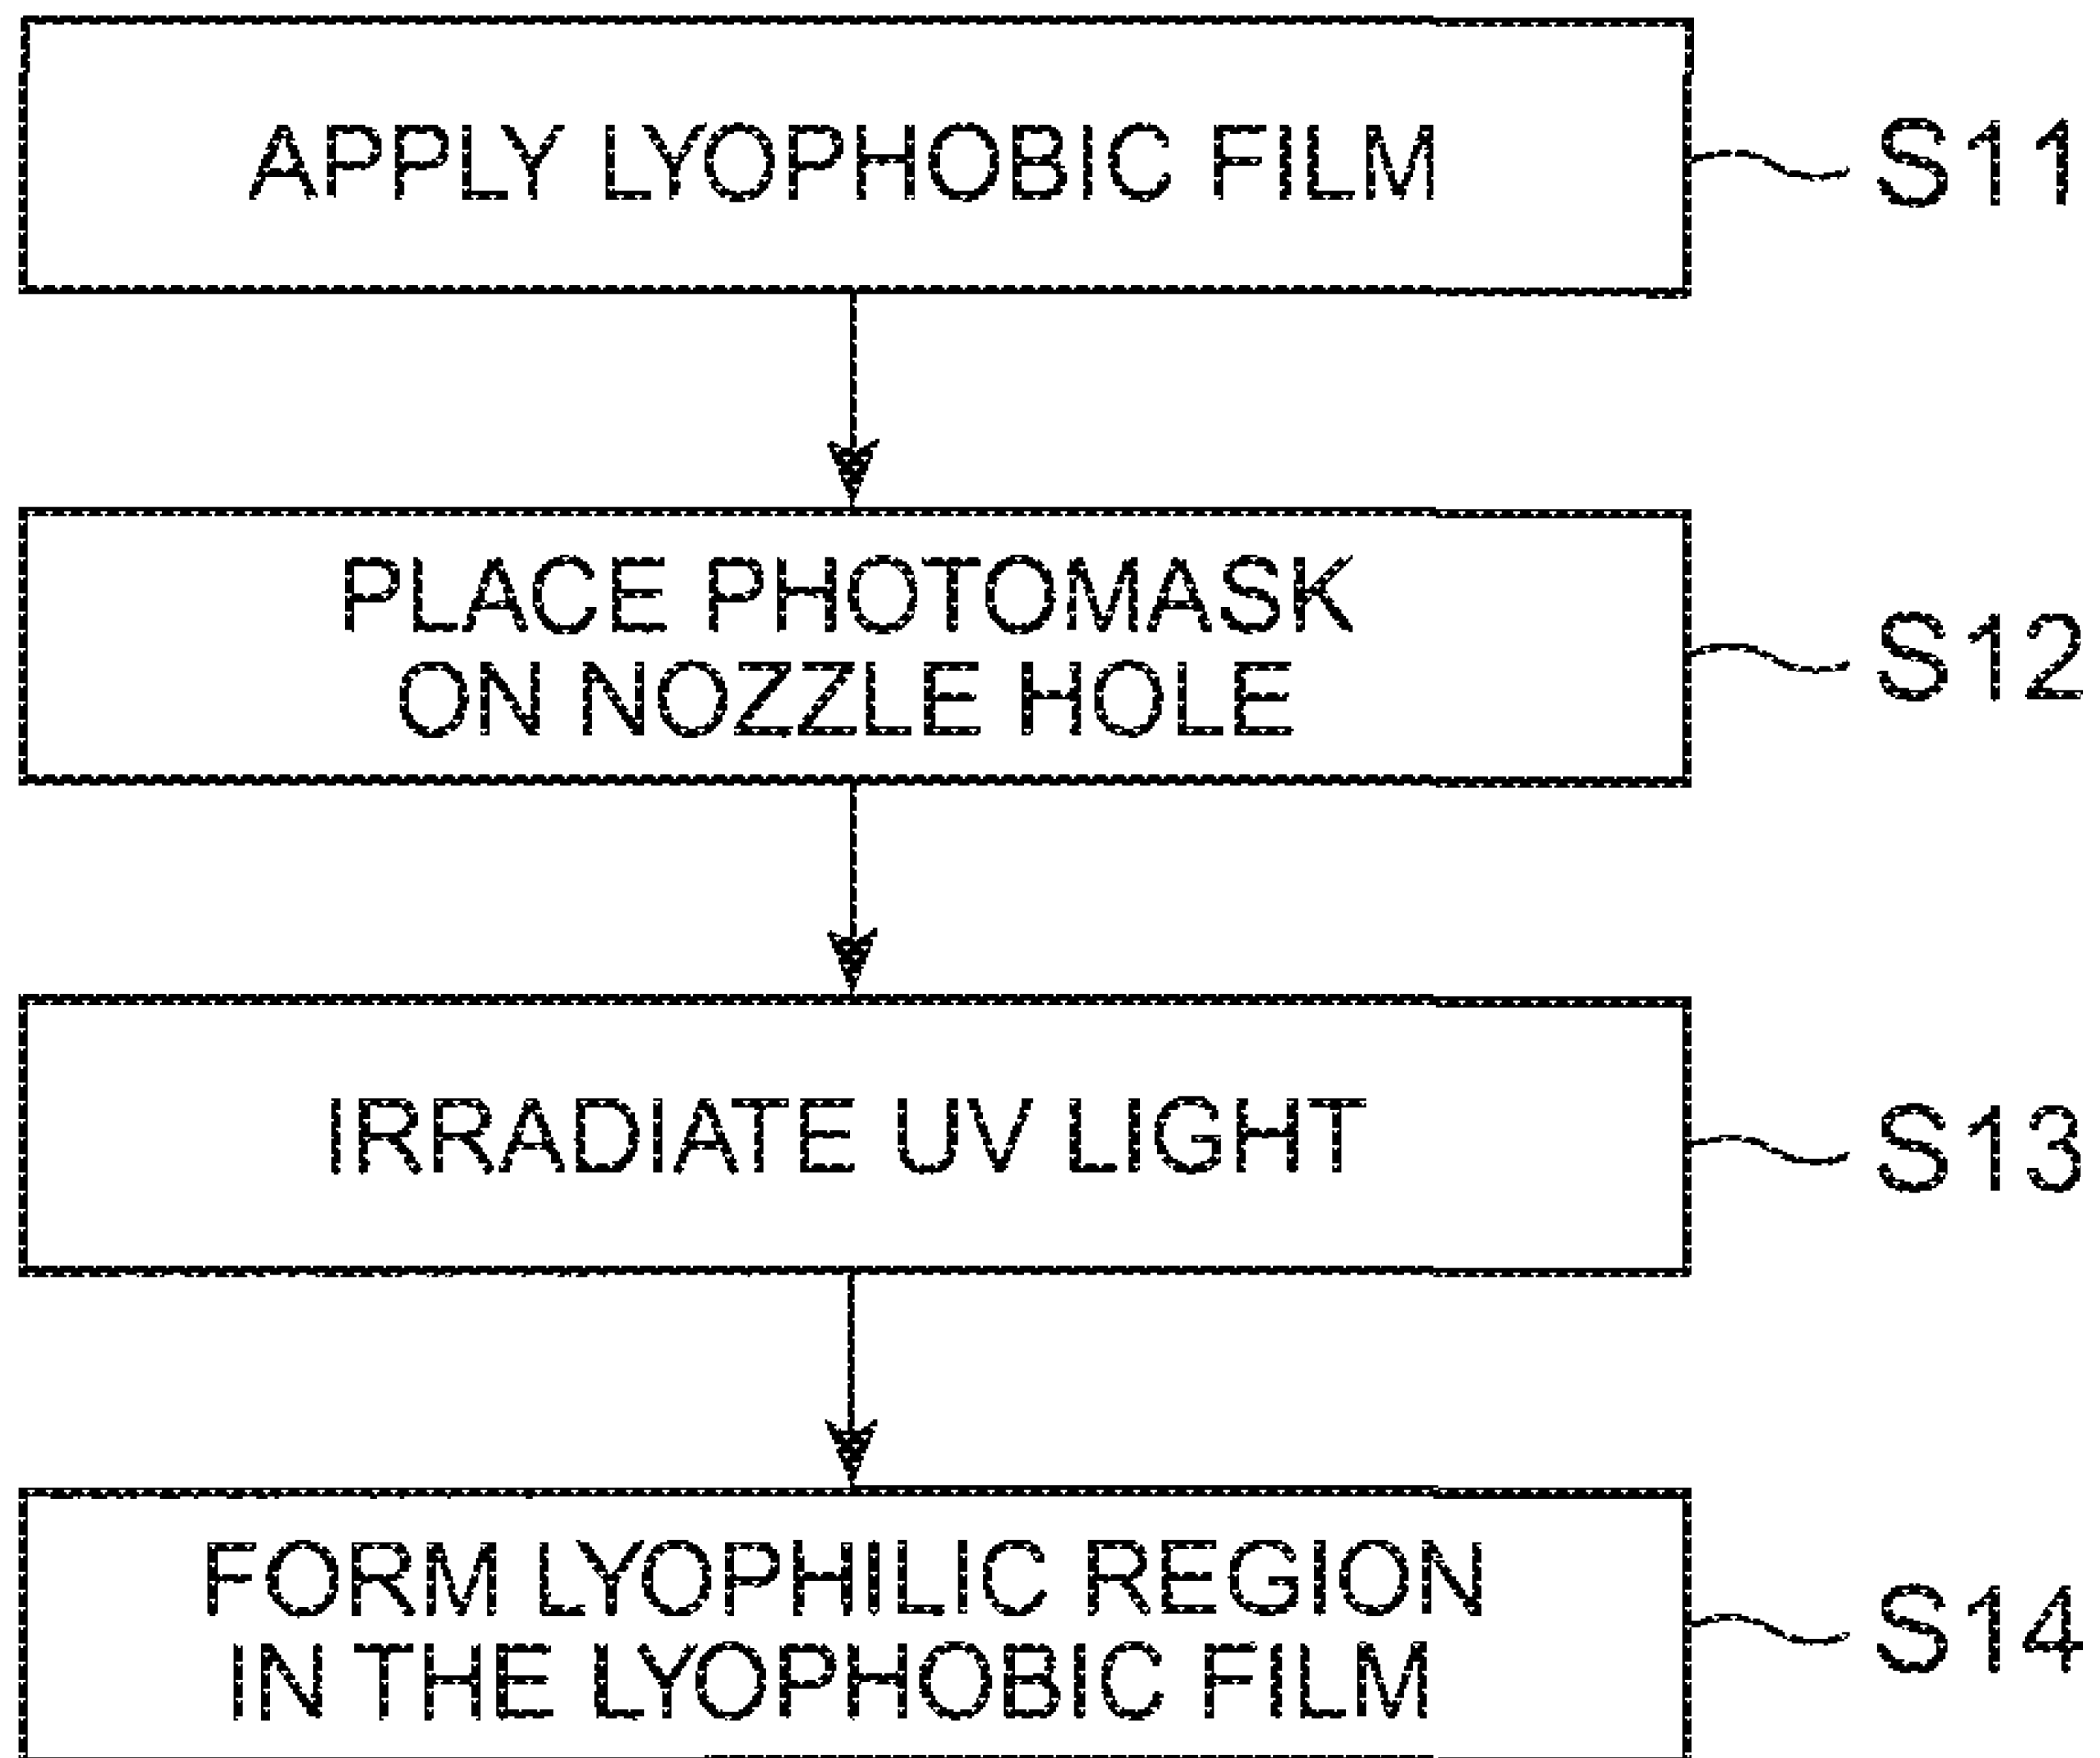 APPLY LYOPHOBIC FILM
S11
PLACE PHOTOMASK
ON NOZZLE HOLE
S12
IRRADIATE UV LIGHT
S13
FORM LYOPHILIC REGION
IN THE LYOPHOBIC FILM
S14